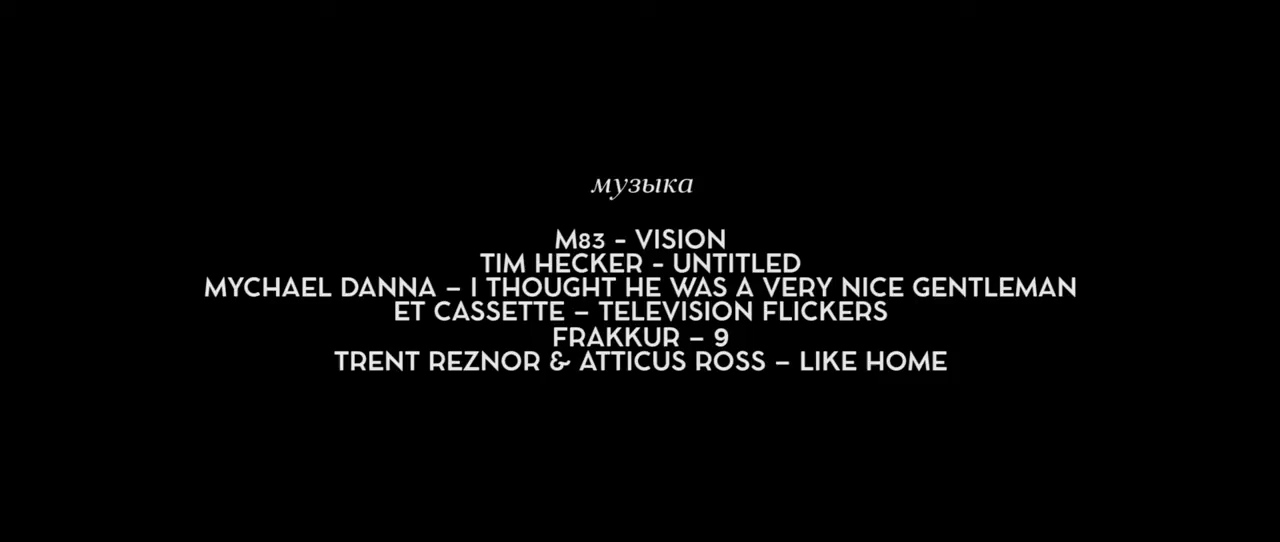 музыка
M83 - VISION
TIM HECKER - UNTITLED
MYCHAEL DANNA – I THOUGHT HE WAS A VERY NICE GENTLEMAN
ET CASSETTE – TELEVISION FLICKERS
FRAKKUR – 9
TRENT REZNOR & ATTICUS ROSS – LIKE HOME